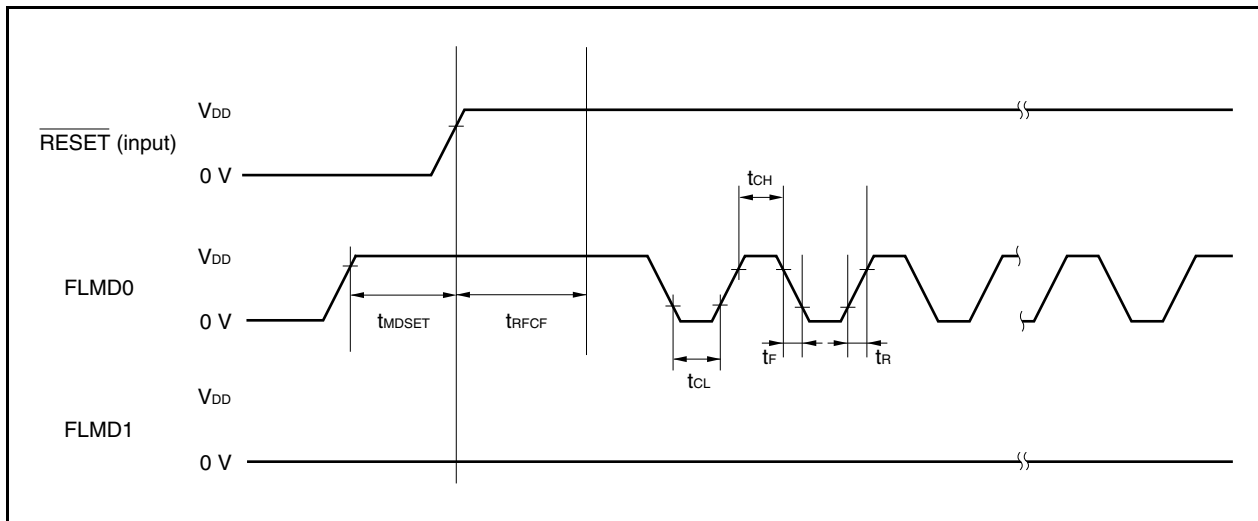 VDD
RESET (input)
0 V
tCH
VDD
FLMD0
0 V
tMDSET
tRFCF
tF
tR
tCL
VDD
FLMD1
0 V